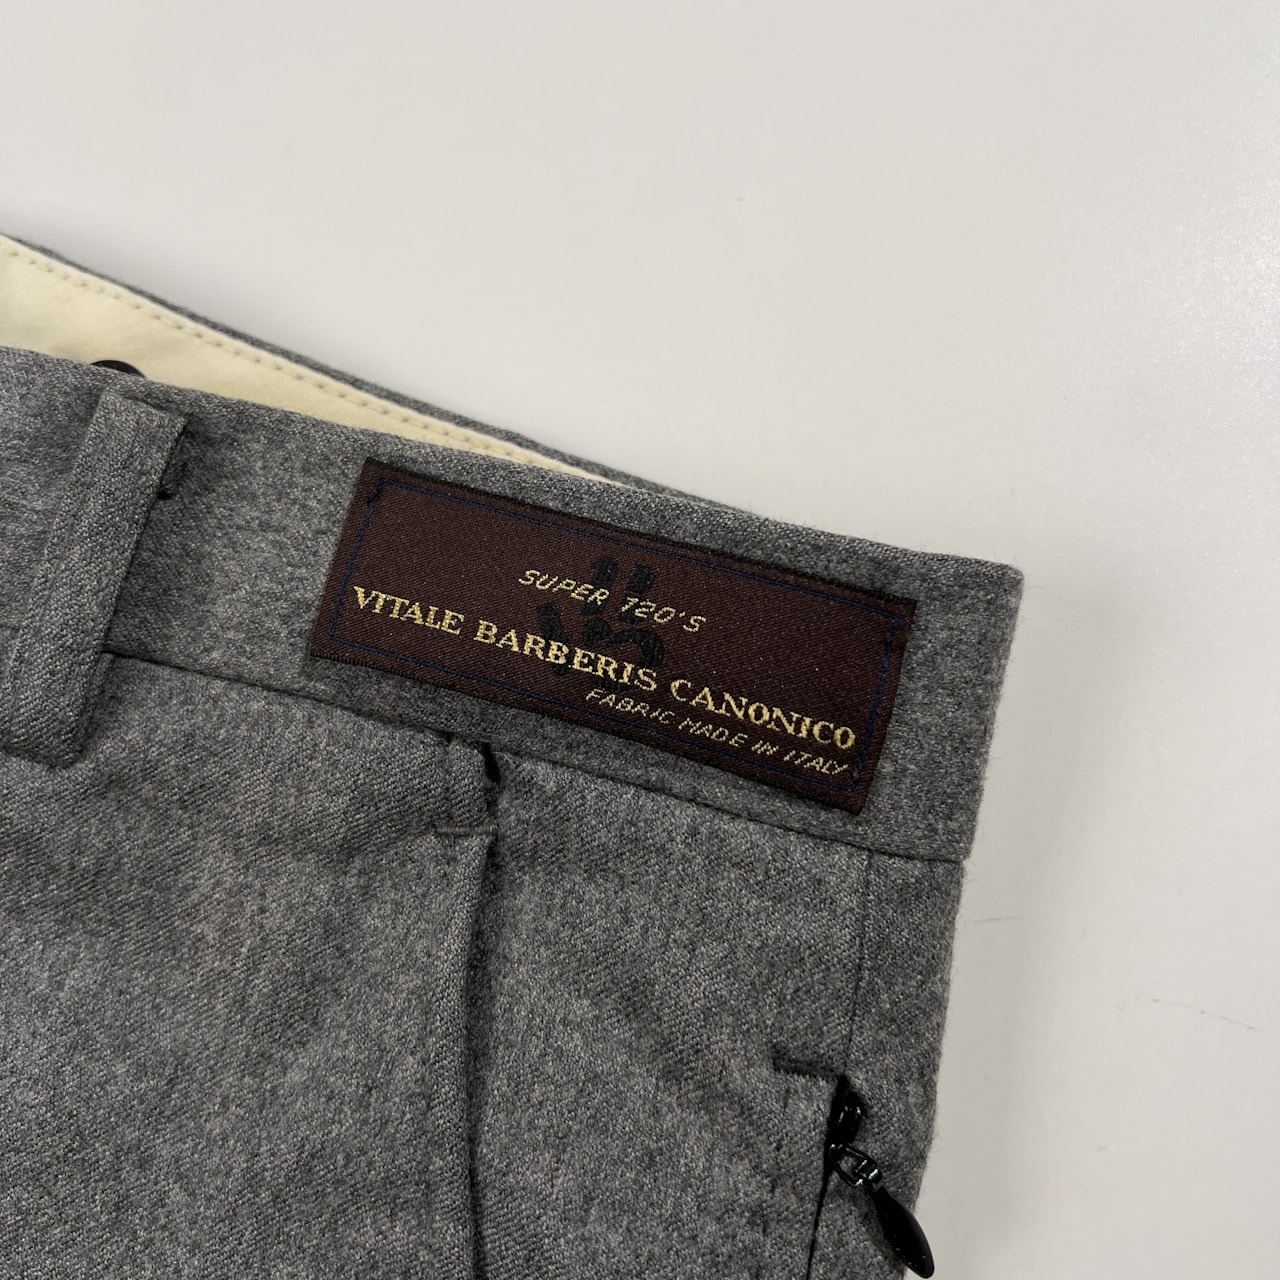 SUPER 120'S
VITALE BARBERIS CANONICO
FABRIC MADE IN ITALY